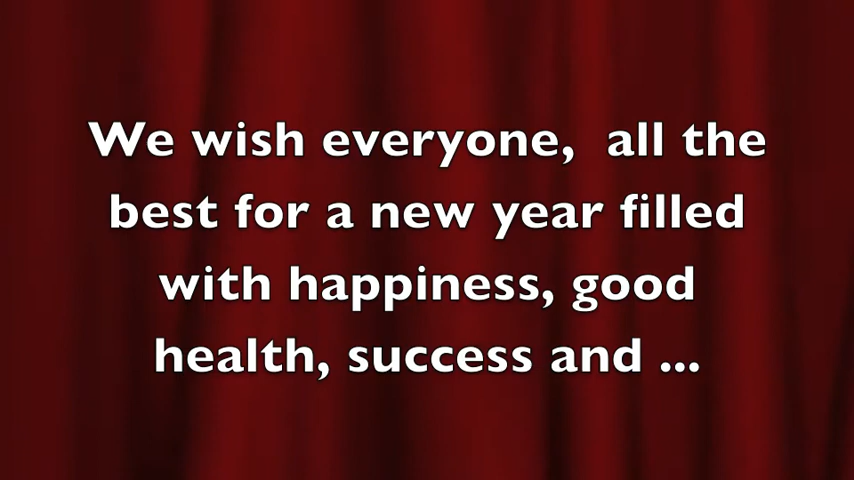 We wish everyone,  all the
best for a new year filled
with happiness, good
health, success and ...